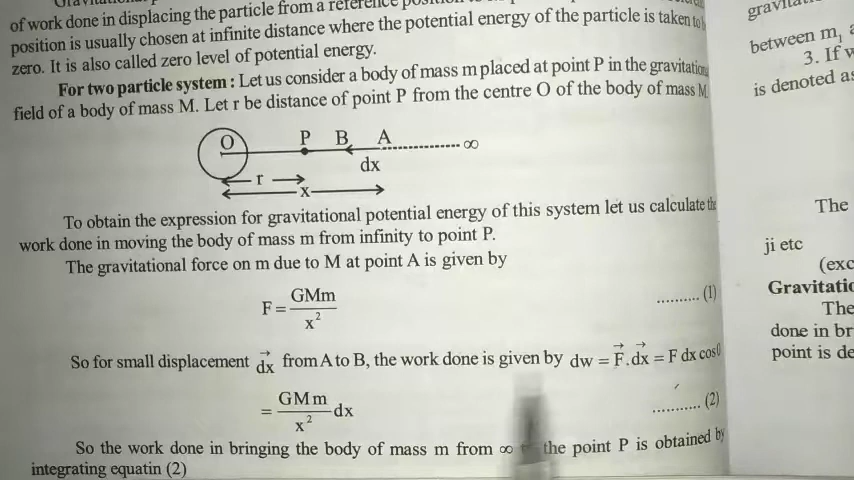 of work done in displacing the particle from a reference
position is usually chosen at infinite distance where the potential energy of the particle is taken to
zero. It is also called zero level of potential energy.
For two particle system : Let us consider a body of mass m placed at point P in the gravitation
field of a body of mass M. Let r be distance of point P from the centre O of the body of mass M.
O P B A ∞
dx
r
x
To obtain the expression for gravitational potential energy of this system let us calculate the
work done in moving the body of mass m from infinity to point P.
The gravitational force on m due to M at point A is given by
F = GMm / x² .......... (1)
So for small displacement dx⃗ from A to B, the work done is given by dw = F⃗ . dx⃗ = F dx cos0
= GM m / x² dx ........... (2)
So the work done in bringing the body of mass m from ∞ the point P is obtained by
integrating equatin (2)
between m₁
3. If
is denoted as
The
ji etc
(exc
Gravitatio
The
done in br
point is de